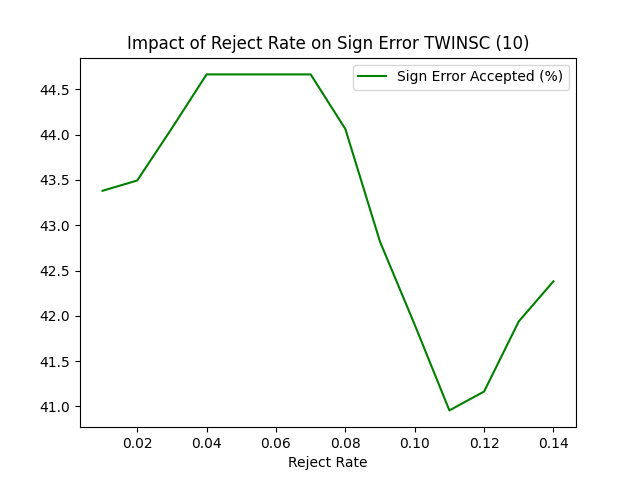 Impact of Reject Rate on Sign Error TWINSC (10)
Sign Error Accepted (%)
44.5
44.0
43.5
43.0
42.5
42.0
41.5
41.0
0.02 0.04 0.06 0.08 0.10 0.12 0.14
Reject Rate